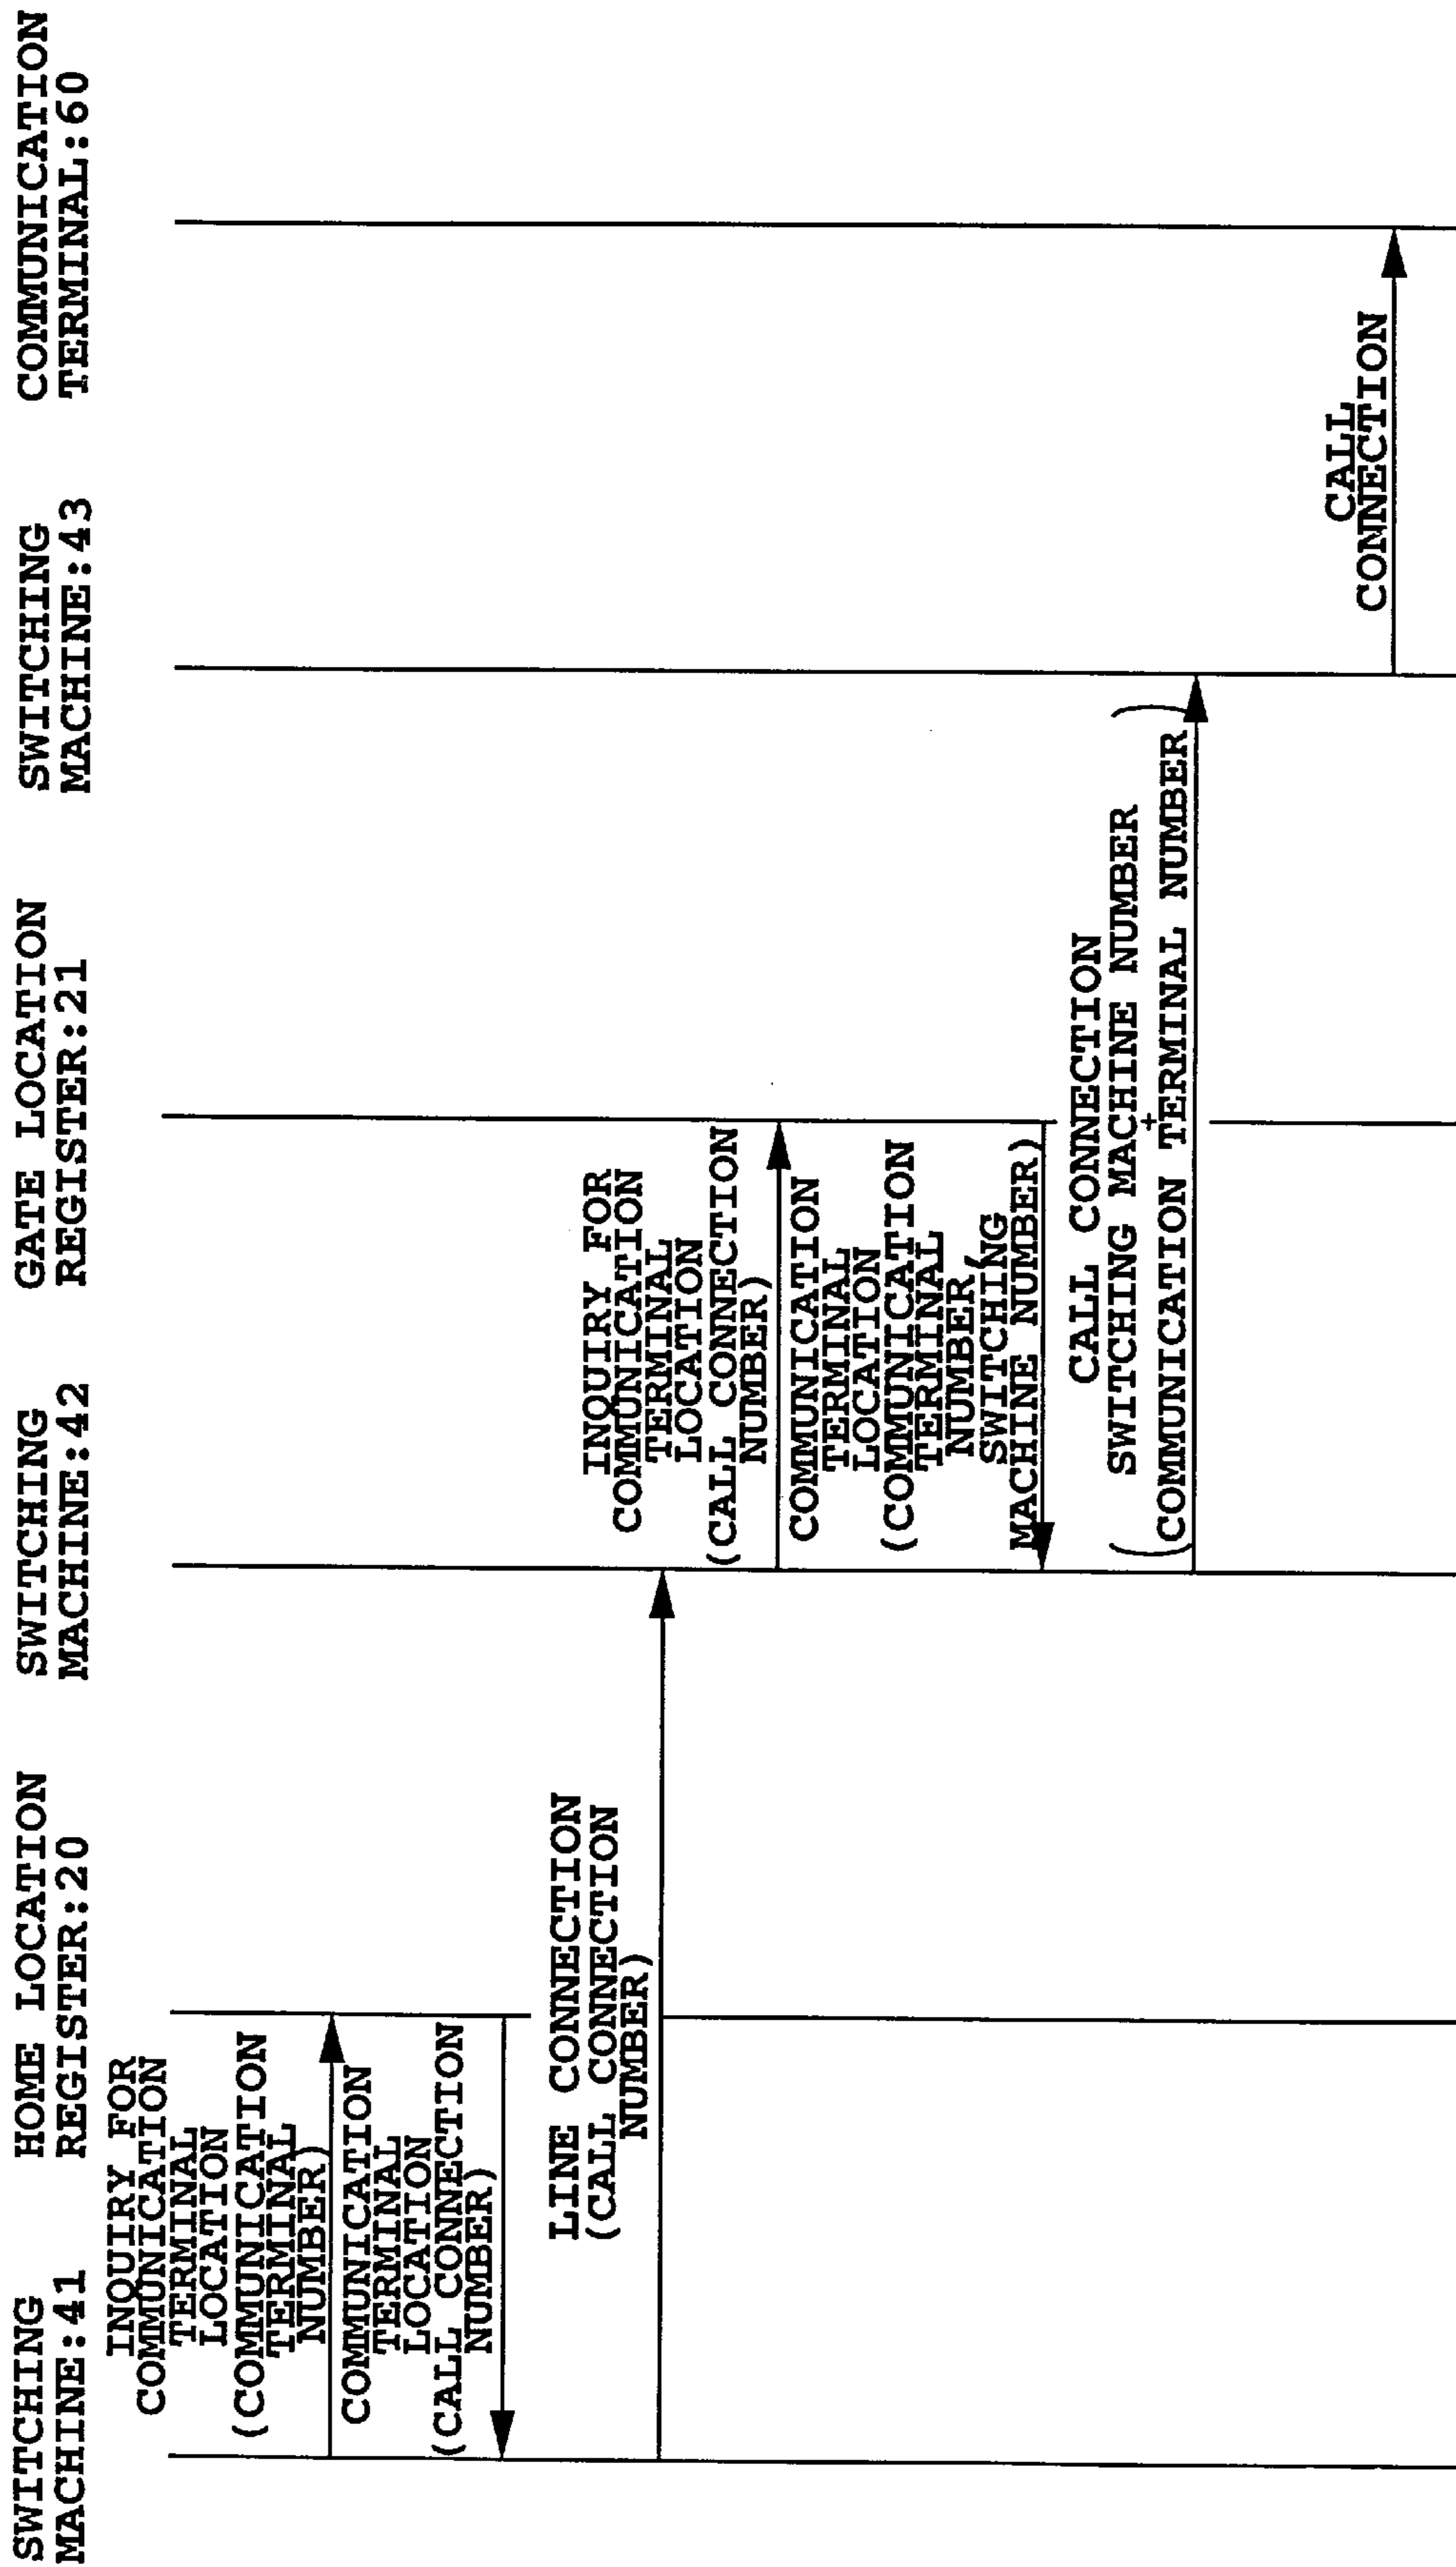 SWITCHING
MACHINE:41
HOME LOCATION
REGISTER:20
SWITCHING
MACHINE:42
GATE LOCATION
REGISTER:21
SWITCHING
MACHINE:43
COMMUNICATION
TERMINAL:60
INQUIRY FOR
COMMUNICATION
TERMINAL
LOCATION
(COMMUNICATION
TERMINAL
NUMBER)
COMMUNICATION
TERMINAL
LOCATION
(CALL CONNECTION
NUMBER)
LINE CONNECTION
(CALL CONNECTION
NUMBER)
INQUIRY FOR
COMMUNICATION
TERMINAL
LOCATION
(CALL CONNECTION
NUMBER)
COMMUNICATION
TERMINAL
LOCATION
(COMMUNICATION
TERMINAL
NUMBER,
SWITCHING
MACHINE NUMBER)
CALL CONNECTION
(SWITCHING MACHINE NUMBER
+
COMMUNICATION TERMINAL NUMBER)
CALL
CONNECTION